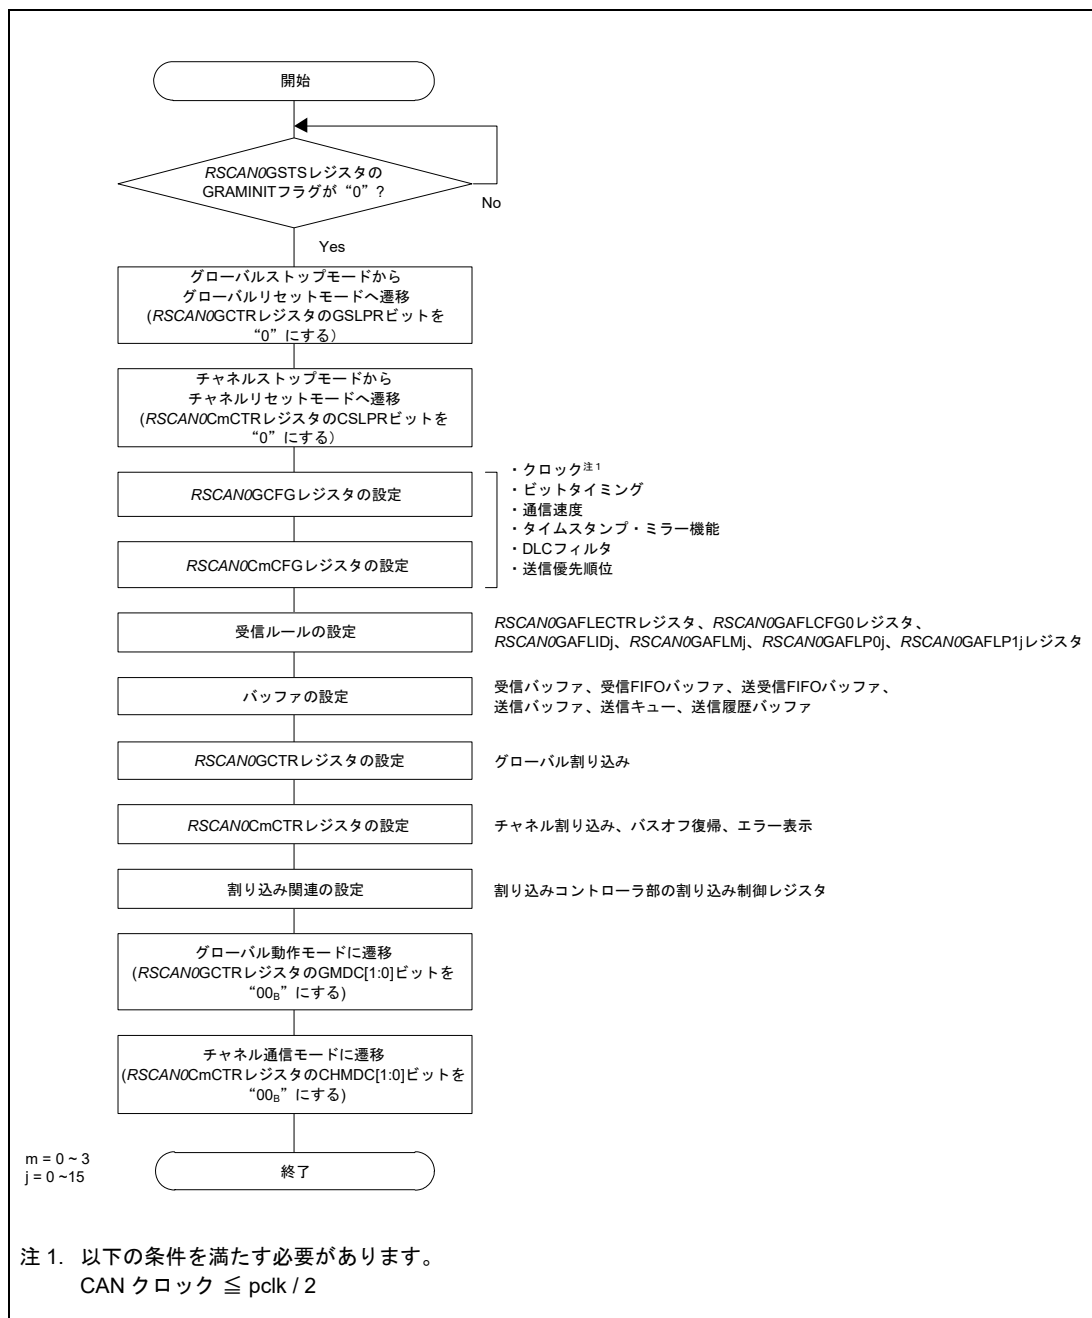 開始
RSCAN0GSTSレジスタの
GRAMINITフラグが“0”?
No
Yes
グローバルストップモードから
グローバルリセットモードへ遷移
(RSCAN0GCTRレジスタのGSLPRビットを
“0”にする)
チャネルストップモードから
チャネルリセットモードへ遷移
(RSCAN0CmCTRレジスタのCSLPRビットを
“0”にする)
RSCAN0GCFGレジスタの設定
RSCAN0CmCFGレジスタの設定
・クロック注1
・ビットタイミング
・通信速度
・タイムスタンプ・ミラー機能
・DLCフィルタ
・送信優先順位
受信ルールの設定
RSCAN0GAFLECTRレジスタ、RSCAN0GAFLCFG0レジスタ、
RSCAN0GAFLIDj、RSCAN0GAFLMj、RSCAN0GAFLP0j、RSCAN0GAFLP1jレジスタ
バッファの設定
受信バッファ、受信FIFOバッファ、送受信FIFOバッファ、
送信バッファ、送信キュー、送信履歴バッファ
RSCAN0GCTRレジスタの設定
グローバル割り込み
RSCAN0CmCTRレジスタの設定
チャネル割り込み、バスオフ復帰、エラー表示
割り込み関連の設定
割り込みコントローラ部の割り込み制御レジスタ
グローバル動作モードに遷移
(RSCAN0GCTRレジスタのGMDC[1:0]ビットを
“00B”にする)
チャネル通信モードに遷移
(RSCAN0CmCTRレジスタのCHMDC[1:0]ビットを
“00B”にする)
終了
m = 0 ~ 3
j = 0 ~15
注 1. 以下の条件を満たす必要があります。
CAN クロック ≦ pclk / 2